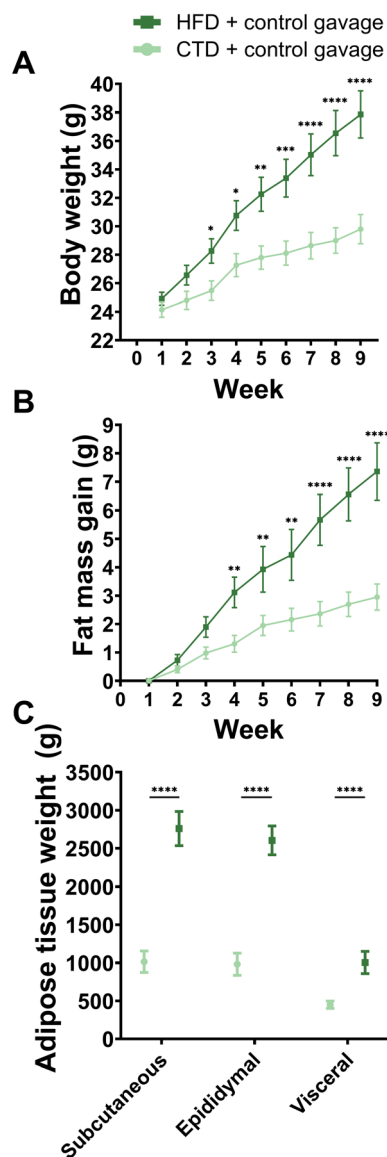 HFD + control gavage
CTD + control gavage
A
Body weight (g)
40
38
36
34
32
30
28
26
24
22
* * ** *** **** **** ****
0 1 2 3 4 5 6 7 8 9
Week
B
Fat mass gain (g)
9
8
7
6
5
4
3
2
1
0
** ** ** **** **** ****
0 1 2 3 4 5 6 7 8 9
Week
C
Adipose tissue weight (g)
3500
3000
2500
2000
1500
1000
500
0
**** **** ****
Subcutaneous
Epididymal
Visceral